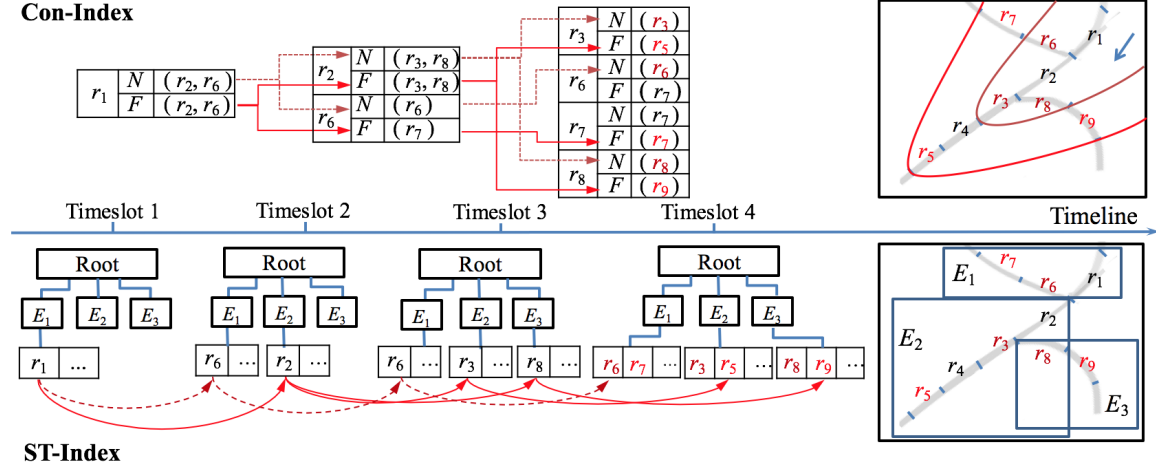 Con-Index
r1 N (r2, r6)
F (r2, r6)
r2 N (r3, r8)
F (r3, r8)
r6 N (r6)
F (r7)
r3 N (r3)
F (r5)
r6 N (r6)
F (r7)
r7 N (r7)
F (r7)
r8 N (r8)
F (r9)
r7 r6 r1
r2
r3 r8
r4 r9
r5
Timeslot 1 Timeslot 2 Timeslot 3 Timeslot 4 Timeline
Root Root Root Root
E1 E2 E3 E1 E2 E3 E1 E2 E3 E1 E2 E3
r1 ... r6 ... r2 ... r6 ... r3 ... r8 ... r6 r7 ... r3 r5 ... r8 r9 ...
E1 r7 r6 r1
r2
E2 r3 r8
r4 r9
r5 E3
ST-Index